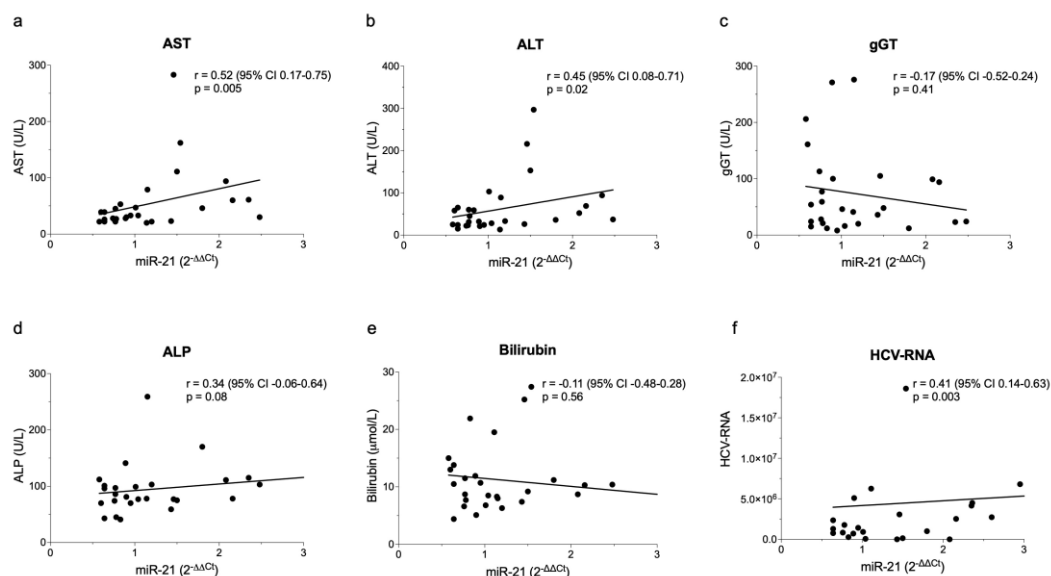 a
AST
r = 0.52 (95% CI 0.17-0.75)
p = 0.005
AST (U/L)
300
200
100
0
0
1
2
3
miR-21 (2^-ΔΔCt)
b
ALT
r = 0.45 (95% CI 0.08-0.71)
p = 0.02
ALT (U/L)
400
300
200
100
0
0
1
2
3
miR-21 (2^-ΔΔCt)
c
gGT
r = -0.17 (95% CI -0.52-0.24)
p = 0.41
gGT (U/L)
300
200
100
0
0
1
2
3
miR-21 (2^-ΔΔCt)
d
ALP
r = 0.34 (95% CI -0.06-0.64)
p = 0.08
ALP (U/L)
300
200
100
0
0
1
2
3
miR-21 (2^-ΔΔCt)
e
Bilirubin
r = -0.11 (95% CI -0.48-0.28)
p = 0.56
Bilirubin (μmol/L)
30
20
10
0
0
1
2
3
miR-21 (2^-ΔΔCt)
f
HCV-RNA
r = 0.41 (95% CI 0.14-0.63)
p = 0.003
HCV-RNA
2.0×10^7
1.5×10^7
1.0×10^7
5.0×10^6
0.0
0
1
2
3
miR-21 (2^-ΔΔCt)